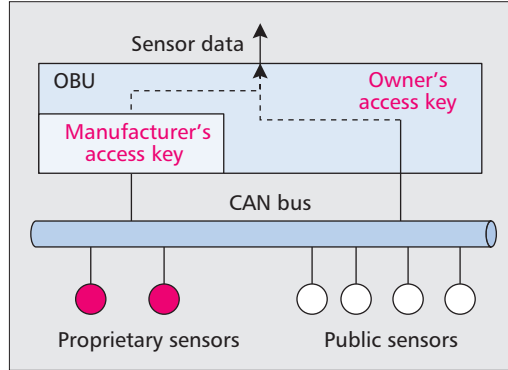 Sensor data
OBU
Owner's
access key
Manufacturer's
access key
CAN bus
Proprietary sensors
Public sensors